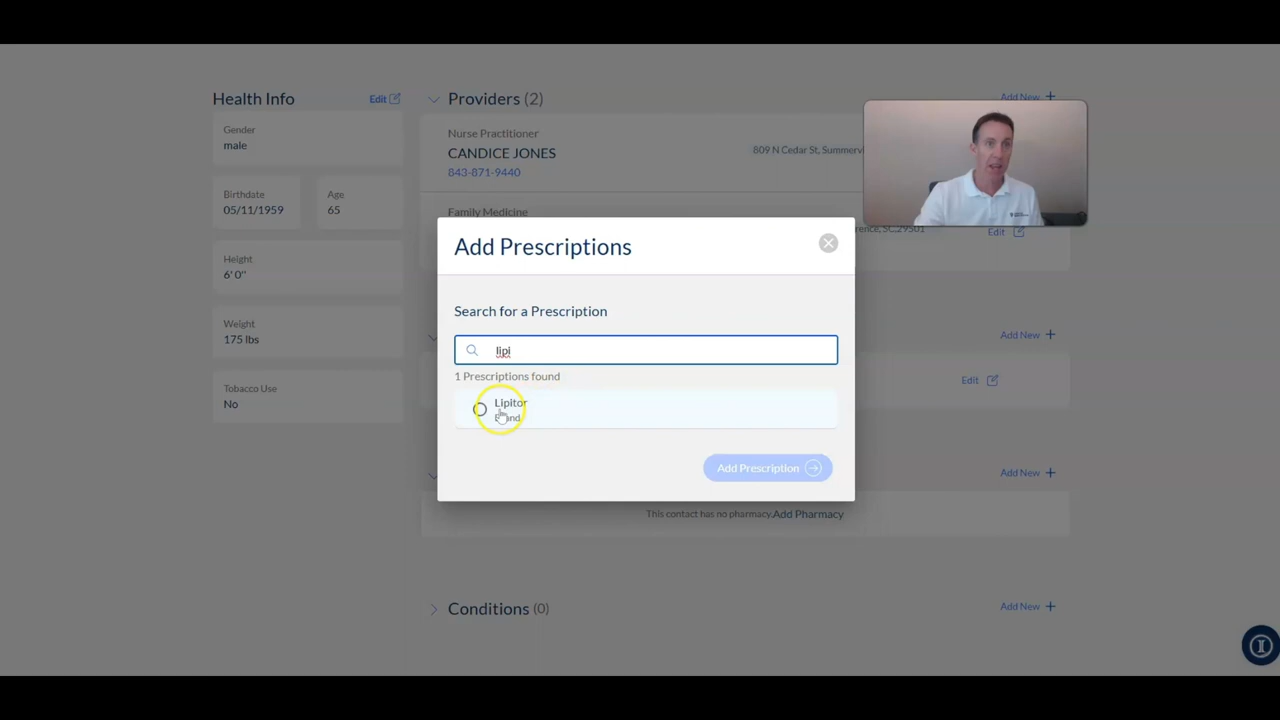 Health Info
Edit
Gender
male
Birthdate
05/11/1959
Age
65
Height
6' 0"
Weight
175 lbs
Tobacco Use
No
Providers (2)
Add New
Nurse Practitioner
CANDICE JONES
843-871-9440
809 N Cedar St,
Family Medicine
SC,29501
Edit
Add Prescriptions
Search for a Prescription
lipi
1 Prescriptions found
Lipitor
Add Prescription
Add New
Edit
Add New
This contact has no pharmacy.Add Pharmacy
Conditions (0)
Add New